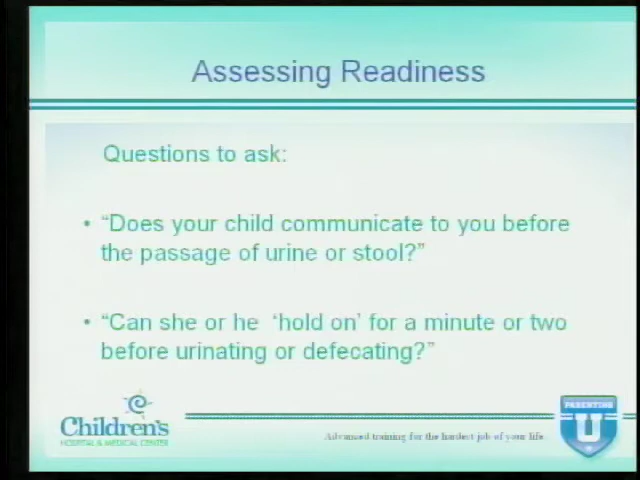 Assessing Readiness
Questions to ask:
• “Does your child communicate to you before
the passage of urine or stool?”
• “Can she or he ‘hold on’ for a minute or two
before urinating or defecating?”
Children's
HOSPITAL & MEDICAL CENTER
Advanced training for the hardest job of your life.
PARENTING
U